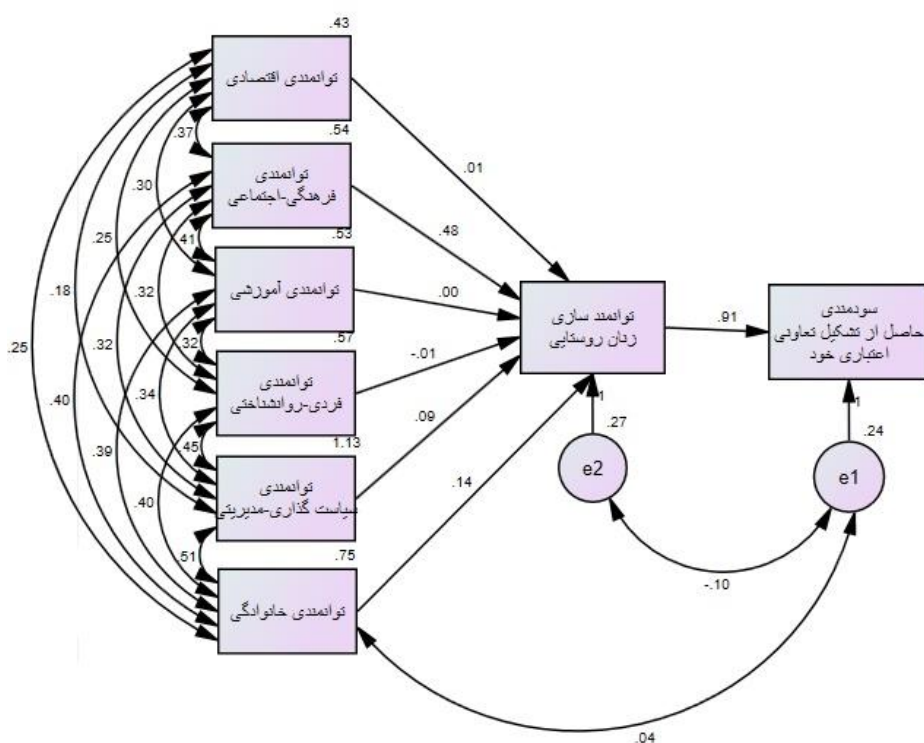 .43
توانمندی اقتصادی
.54
.37
.01
توانمندی
فرهنگی-اجتماعی
.30
.53
.41
.48
.25
توانمندی آموزشی
.00
.18
.32
.57
.32
توانمند سازی
زنان روستایی
.91
سودمندی
حاصل از تشکیل تعاونی
اعتباری خود
.25
.32
.34
توانمندی
فردی-روانشناختی
-.01
.40
.39
.45
1.13
.09
1
.27
1
.24
توانمندی
سیاست گذاری-مدیریتی
e2
e1
.40
.14
.51
.75
توانمندی خانوادگی
-.10
.04